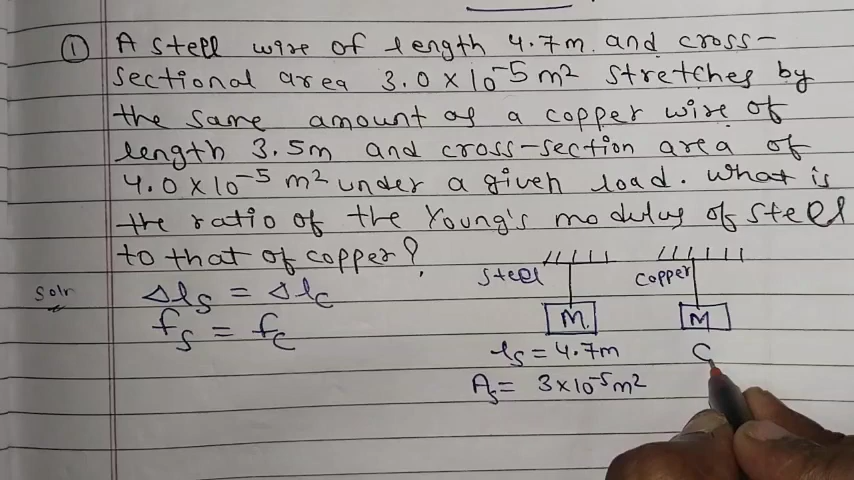 ① A steel wire of length 4.7m. and cross-
sectional area 3.0 × 10⁻⁵ m² stretches by
the same amount as a copper wire of
length 3.5m and cross-section area of
4.0 × 10⁻⁵ m² under a given load. What is
the ratio of the Young's modulus of steel
to that of copper?
Soln
Δls = Δlc
fs = fc
steel
copper
M
M
ls = 4.7m
As = 3×10⁻⁵m²
C